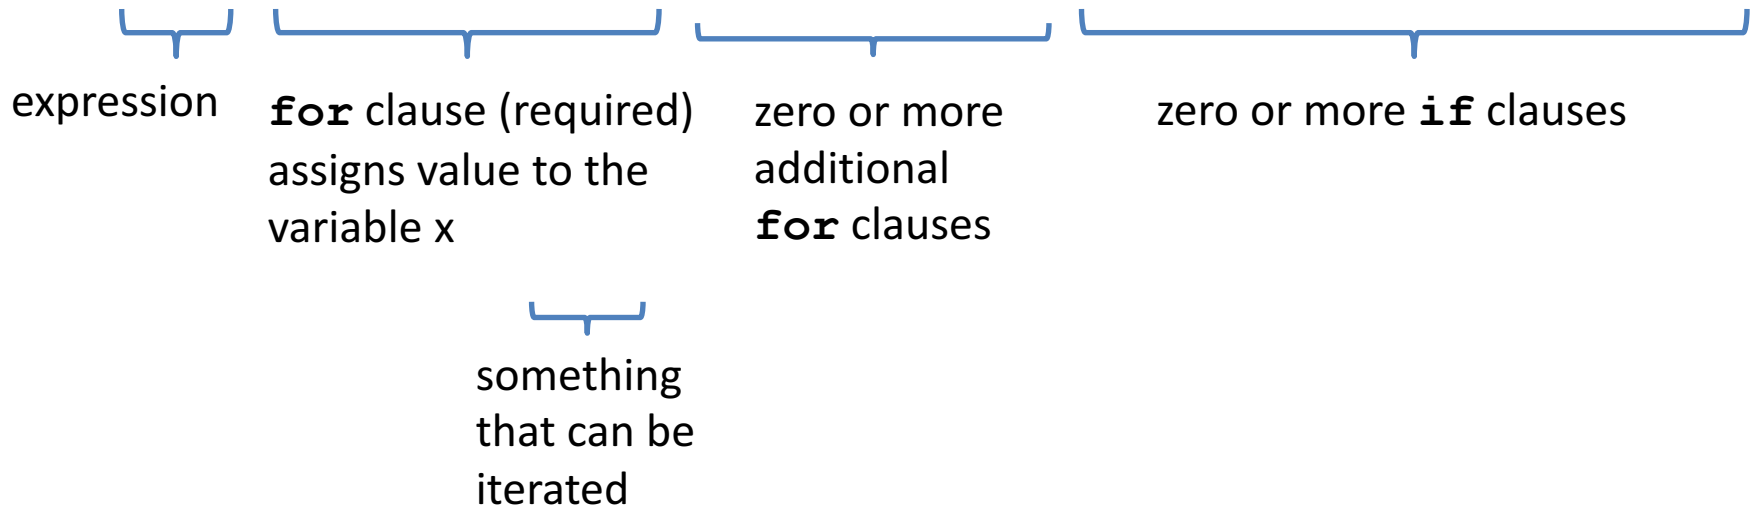 expression
for clause (required)
assigns value to the
variable x
zero or more
additional
for clauses
zero or more if clauses
something
that can be
iterated